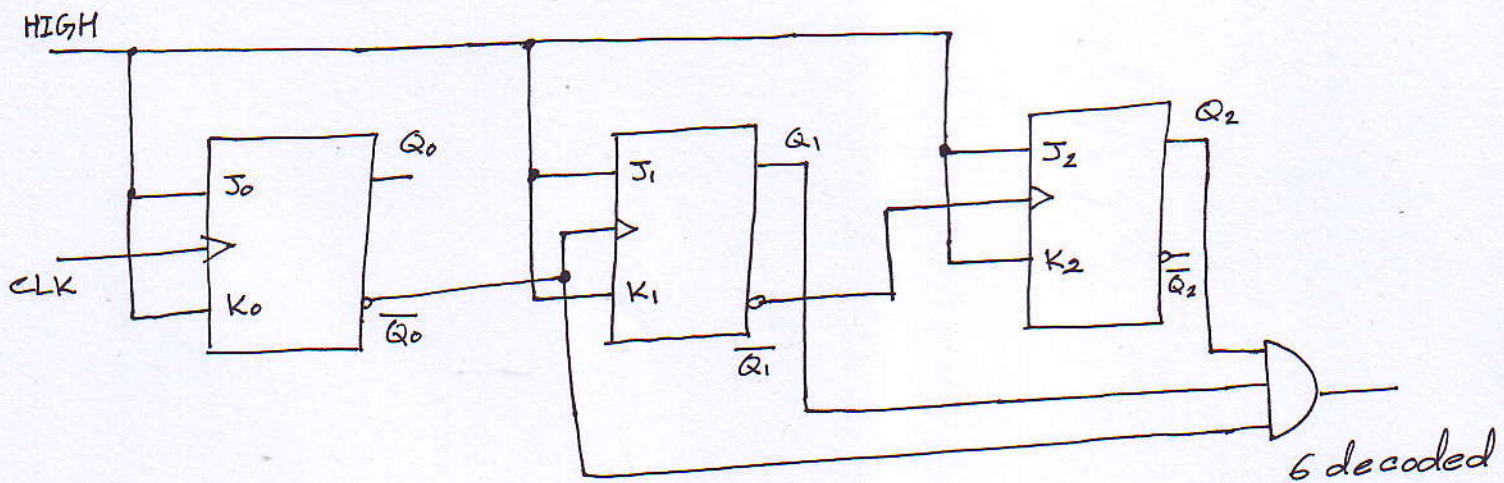 HIGH
CLK
J₀
K₀
Q₀
Q̅₀
J₁
K₁
Q₁
Q̅₁
J₂
K₂
Q₂
Q̅₂
6 decoded